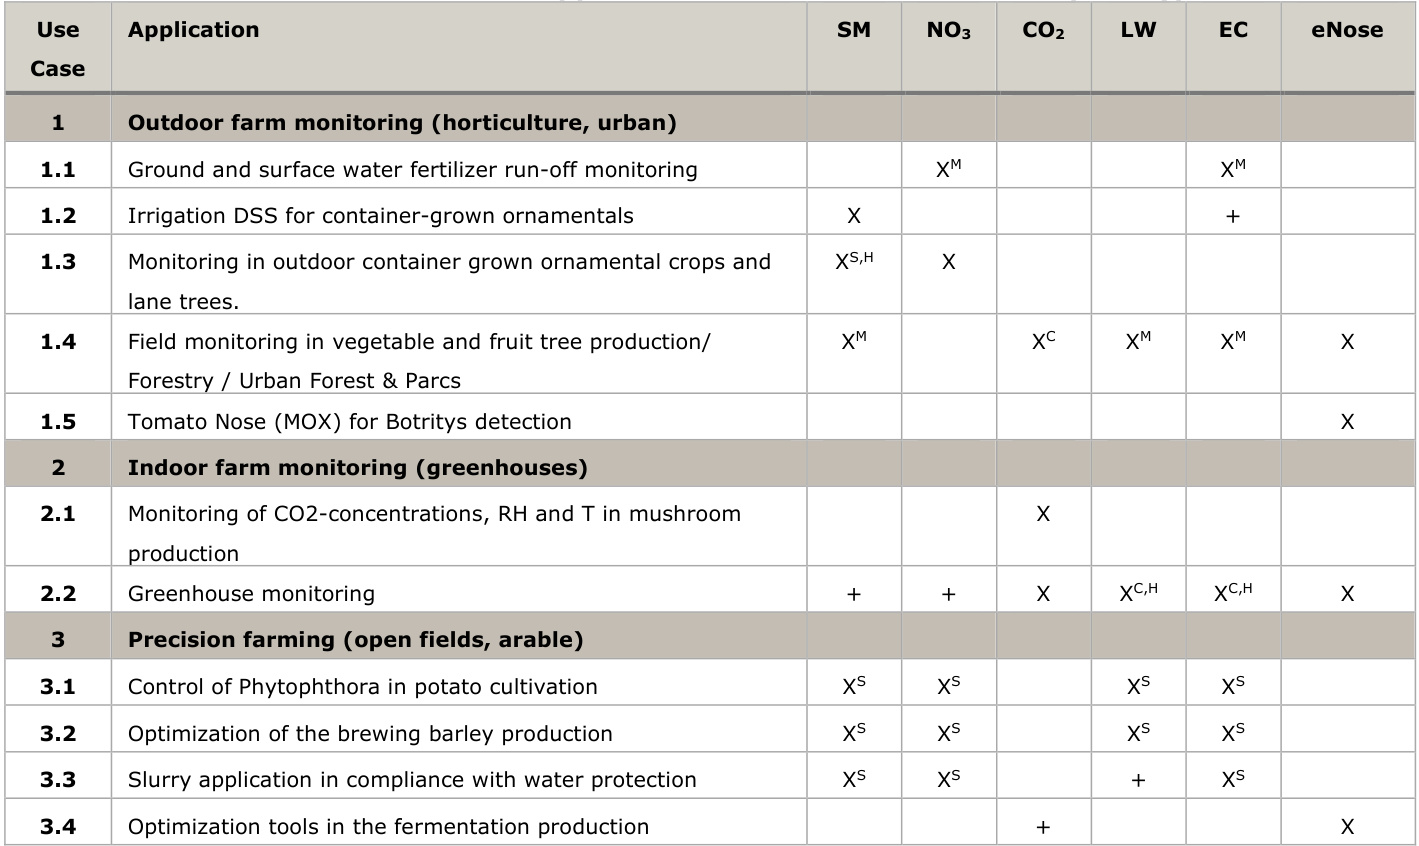 Use Case Application SM NO₃ CO₂ LW EC eNose
1 Outdoor farm monitoring (horticulture, urban)
1.1 Ground and surface water fertilizer run-off monitoring Xᴹ Xᴹ
1.2 Irrigation DSS for container-grown ornamentals X +
1.3 Monitoring in outdoor container grown ornamental crops and X^S,H X
lane trees.
1.4 Field monitoring in vegetable and fruit tree production/ X^M X^C X^M X^M X
Forestry / Urban Forest & Parcs
1.5 Tomato Nose (MOX) for Botritys detection X
2 Indoor farm monitoring (greenhouses)
2.1 Monitoring of CO2-concentrations, RH and T in mushroom X
production
2.2 Greenhouse monitoring + + X X^C,H X^C,H X
3 Precision farming (open fields, arable)
3.1 Control of Phytophthora in potato cultivation X^S X^S X^S X^S
3.2 Optimization of the brewing barley production X^S X^S X^S X^S
3.3 Slurry application in compliance with water protection X^S X^S + X^S
3.4 Optimization tools in the fermentation production + X